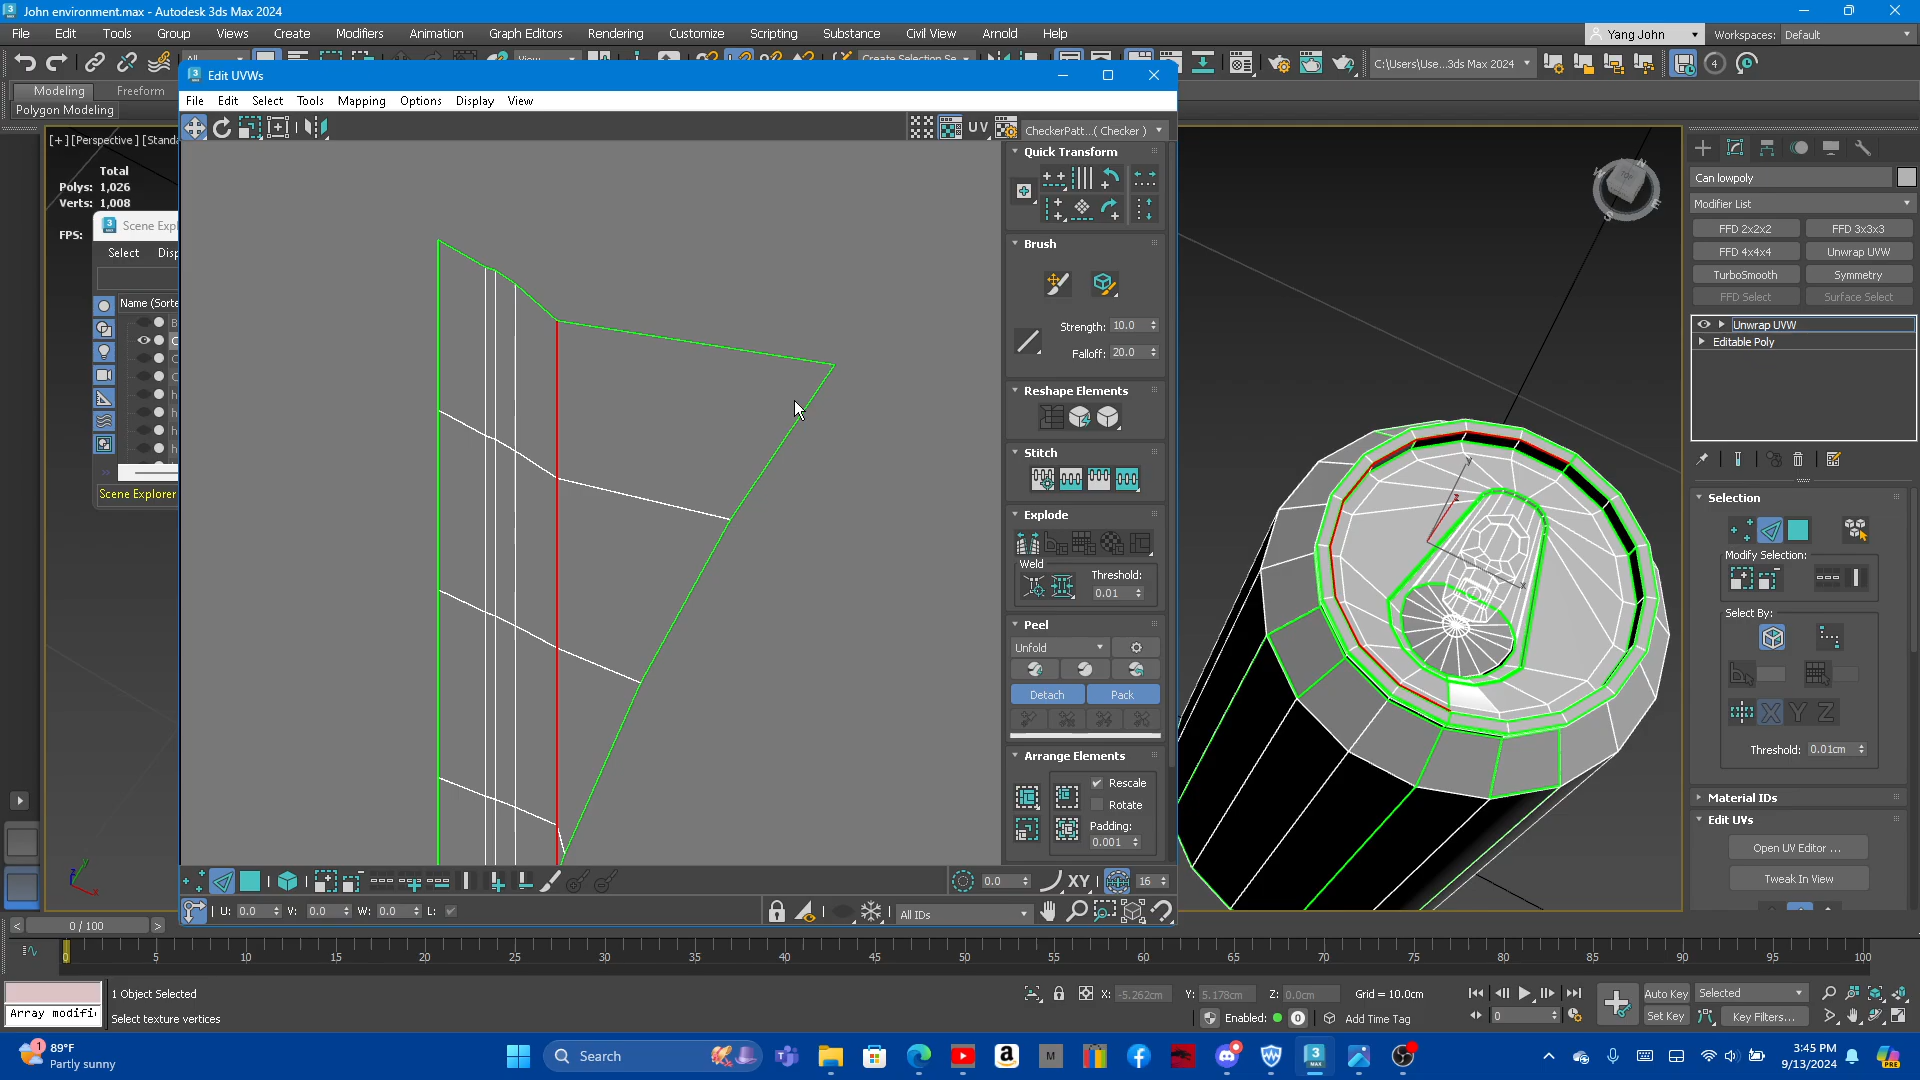 John environment.max - Autodesk 3ds Max 2024
File Edit Tools Group Views Create Modifiers Animation Graph Editors Rendering Customize Scripting Substance Civil View Arnold Help
Yang John Workspaces: Default
C:\Users\Use...3ds Max 2024
4
Modeling Freeform
Polygon Modeling
Edit UVWs
File Edit Select Tools Mapping Options Display View
UV CheckerPatt...( Checker )
[+][Perspective] [Standa
Total
Polys: 1,026
Verts: 1,008
FPS:
Scene Expl
Select Disp
Name (Sorte
Scene Explorer
Quick Transform
Brush
Strength: 10.0
Falloff: 20.0
Reshape Elements
Stitch
Explode
Weld
Threshold:
0.01
Peel
Unfold
Detach Pack
Arrange Elements
Rescale
Rotate
Padding:
0.001
0.0 XY 16
U: 0.0 V: 0.0 W: 0.0 L:
All IDs
TOP
Can lowpoly
Modifier List
FFD 2x2x2 FFD 3x3x3
FFD 4x4x4 Unwrap UVW
TurboSmooth Symmetry
FFD Select Surface Select
Unwrap UVW
Editable Poly
Selection
Modify Selection:
Select By:
X Y Z
Threshold: 0.01cm
Material IDs
Edit UVs
Open UV Editor ...
Tweak In View
0 / 100
0 5 10 15 20 25 30 35 40 45 50 55 60 65 70 75 80 85 90 95 100
Array modifi
1 Object Selected
Select texture vertices
X: -5.262cm Y: 5.178cm Z: 0.0cm Grid = 10.0cm
Enabled: 0 Add Time Tag
0
Auto Key Selected
Set Key Key Filters...
1
89°F
Partly sunny
Search
3:45 PM
9/13/2024